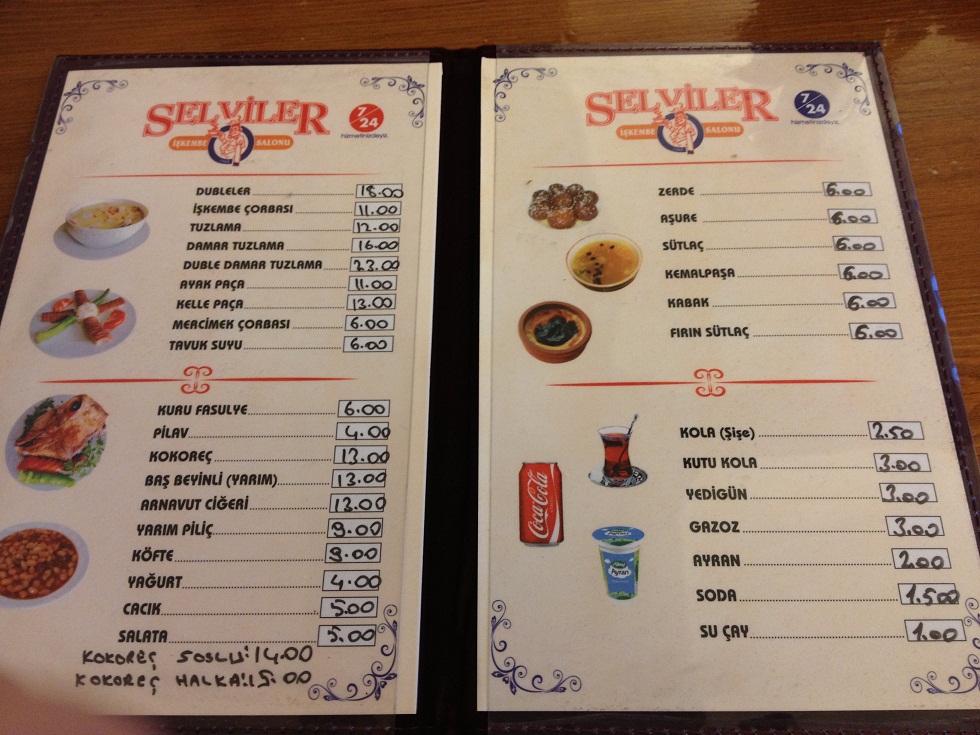 SELVİLER
7/24
hizmetinizdeyiz.
İŞKEMBE SALONU
DUBLELER 18.00
İŞKEMBE ÇORBASI 11.00
TUZLAMA 12.00
DAMAR TUZLAMA 16.00
DUBLE DAMAR TUZLAMA 23.00
AYAK PAÇA 11.00
KELLE PAÇA 13.00
MERCİMEK ÇORBASI 6.00
TAVUK SUYU 6.00
KURU FASULYE 6.00
PİLAV 4.00
KOKOREÇ 13.00
BAŞ BEYİNLİ (YARIM) 13.00
ARNAVUT CİĞERİ 13.00
YARIM PİLİÇ 9.00
KÖFTE 9.00
YAĞURT 4.00
CACIK 5.00
SALATA 5.00
KOKOREÇ SOSLU:14.00
KOKOREÇ HALKA:15.00
SELVİLER
7/24
hizmetinizdeyiz.
İŞKEMBE SALONU
ZERDE 6.00
AŞURE 6.00
SÜTLAÇ 6.00
KEMALPAŞA 6.00
KABAK 6.00
FIRIN SÜTLAÇ 6.00
KOLA (Şişe) 2.50
KUTU KOLA 3.00
YEDİGÜN 3.00
GAZOZ 3.00
AYRAN 2.00
SODA 1.500
SU ÇAY 1.00
Coca-Cola
Ayran